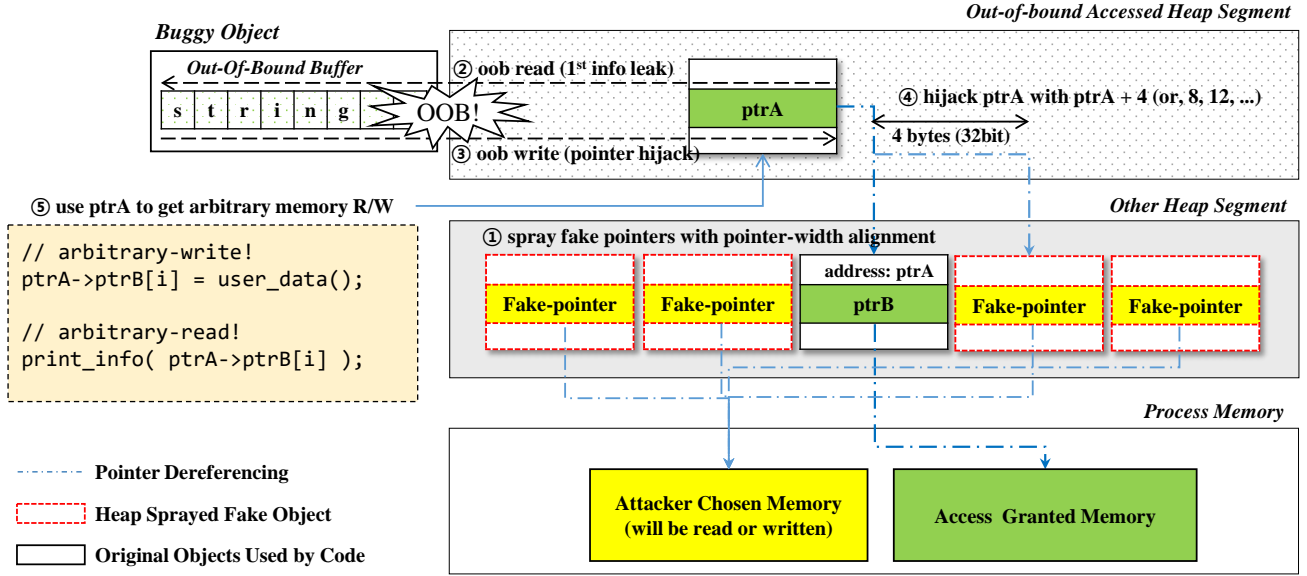 Out-of-bound Accessed Heap Segment
Buggy Object
Out-Of-Bound Buffer
② oob read (1st info leak)
s t r i n g
OOB!
ptrA
④ hijack ptrA with ptrA + 4 (or, 8, 12, ...)
4 bytes (32bit)
③ oob write (pointer hijack)
⑤ use ptrA to get arbitrary memory R/W
Other Heap Segment
// arbitrary-write!
ptrA->ptrB[i] = user_data();
// arbitrary-read!
print_info( ptrA->ptrB[i] );
① spray fake pointers with pointer-width alignment
address: ptrA
Fake-pointer Fake-pointer ptrB Fake-pointer Fake-pointer
Process Memory
Pointer Dereferencing
Heap Sprayed Fake Object
Original Objects Used by Code
Attacker Chosen Memory
(will be read or written)
Access Granted Memory